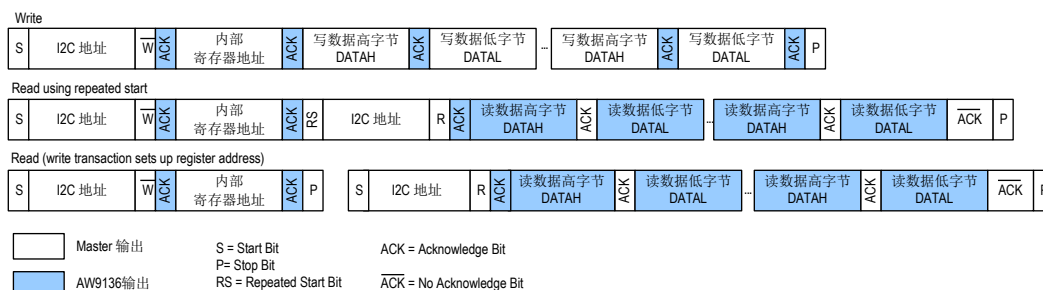 Write
S I2C 地址 W̅ ACK 内部 寄存器地址 ACK 写数据高字节 DATAH ACK 写数据低字节 DATAL ... 写数据高字节 DATAH ACK 写数据低字节 DATAL ACK P
Read using repeated start
S I2C 地址 W̅ ACK 内部 寄存器地址 ACK RS I2C 地址 R ACK 读数据高字节 DATAH ACK 读数据低字节 DATAL ... 读数据高字节 DATAH ACK 读数据低字节 DATAL A̅C̅K̅ P
Read (write transaction sets up register address)
S I2C 地址 W̅ ACK 内部 寄存器地址 ACK P S I2C 地址 R ACK 读数据高字节 DATAH ACK 读数据低字节 DATAL ... 读数据高字节 DATAH ACK 读数据低字节 DATAL A̅C̅K̅ P
Master 输出 S = Start Bit ACK = Acknowledge Bit
P= Stop Bit
AW9136输出 RS = Repeated Start Bit A̅C̅K̅ = No Acknowledge Bit